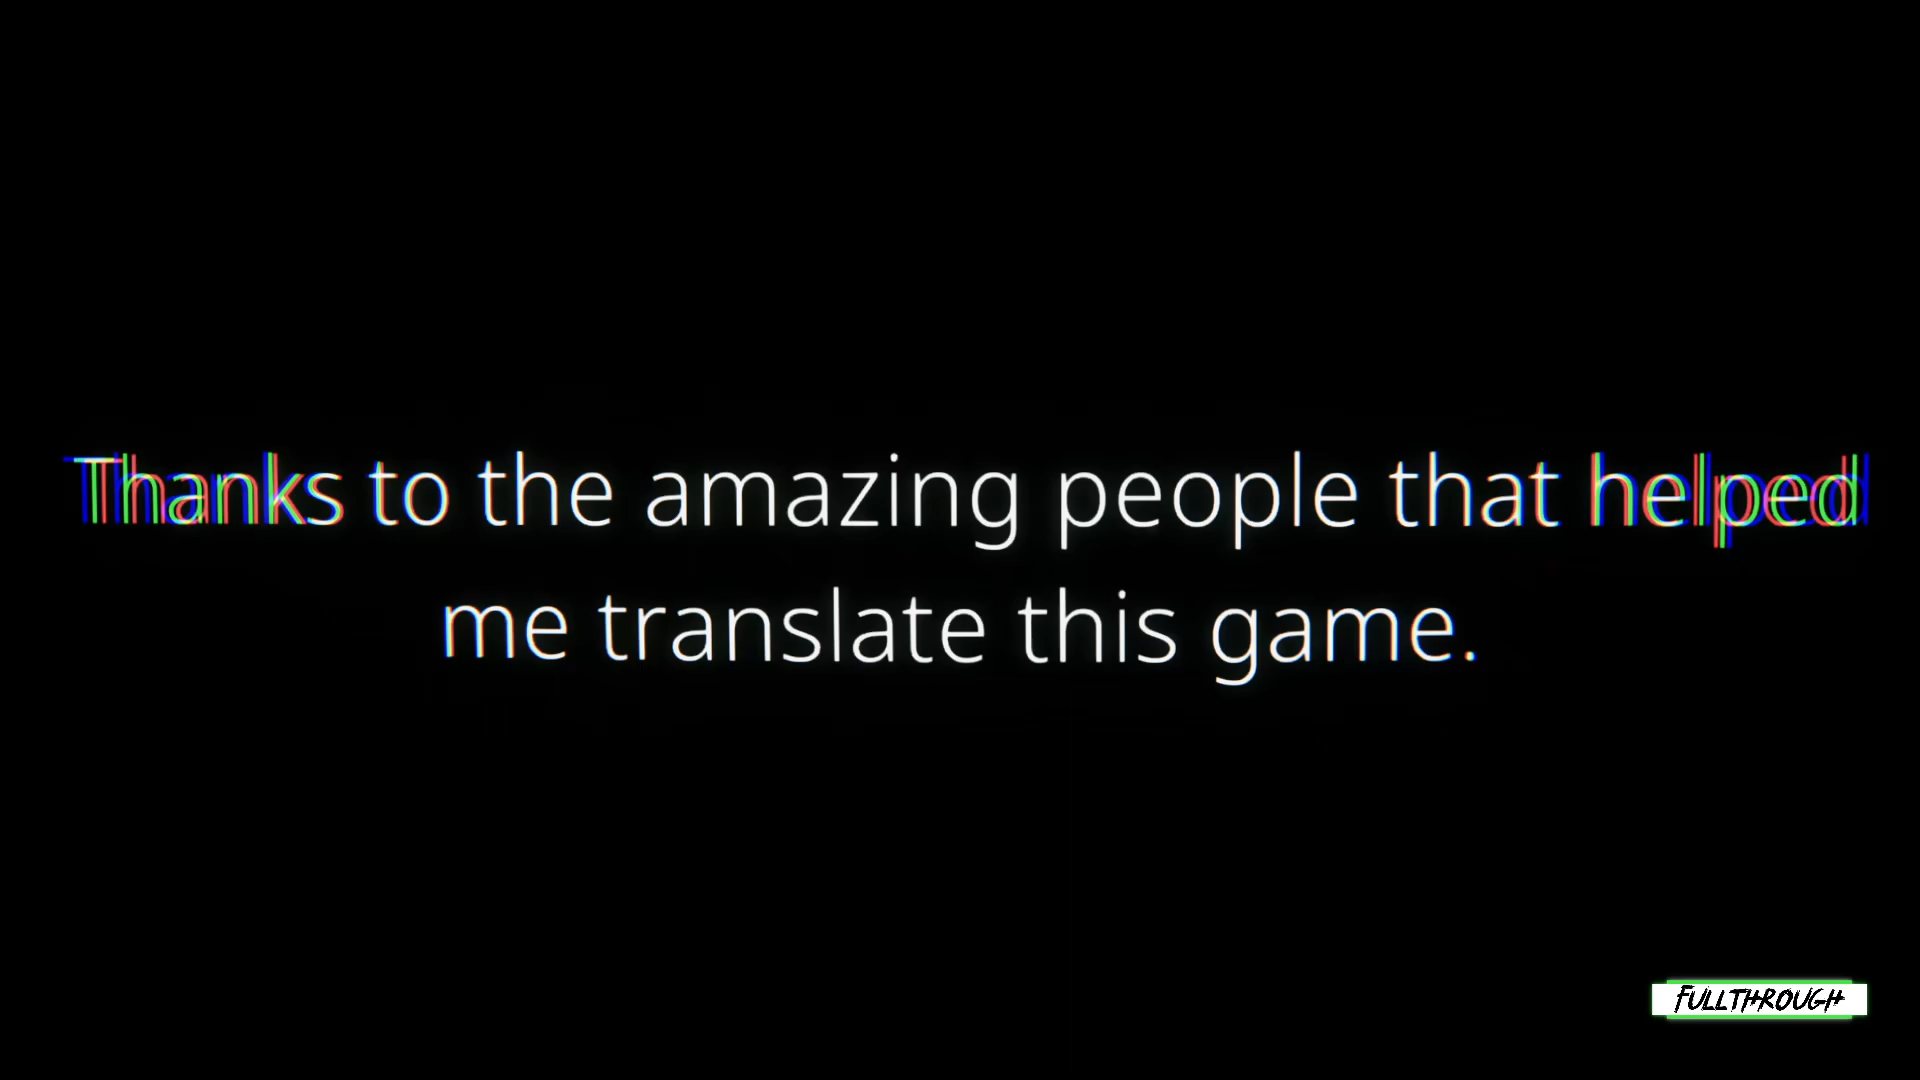 Thanks to the amazing people that helped
me translate this game.
FULLTHROUGH